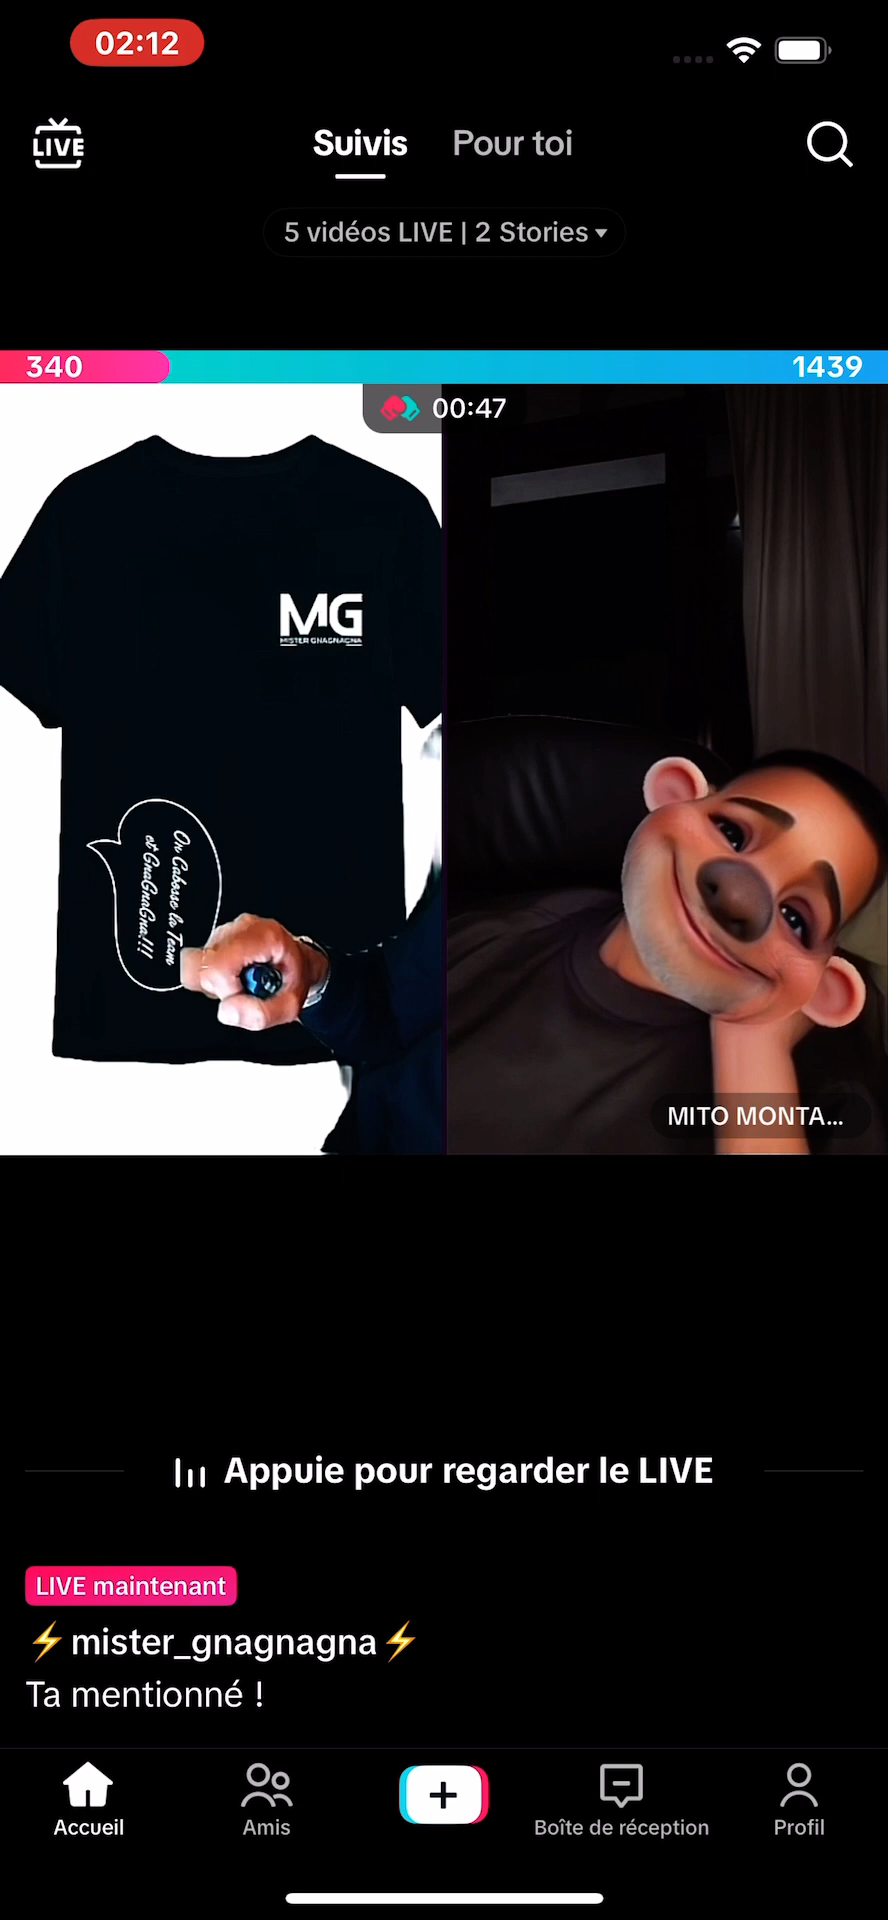 02:12
LIVE
Suivis
Pour toi
5 vidéos LIVE | 2 Stories
340
1439
00:47
MG
MISTER GNAGNAGNA
On Cabosse la Team
et GnaGnaGna!!!
MITO MONTA...
Appuie pour regarder le LIVE
LIVE maintenant
⚡mister_gnagnagna⚡
Ta mentionné !
Accueil
Amis
Boîte de réception
Profil